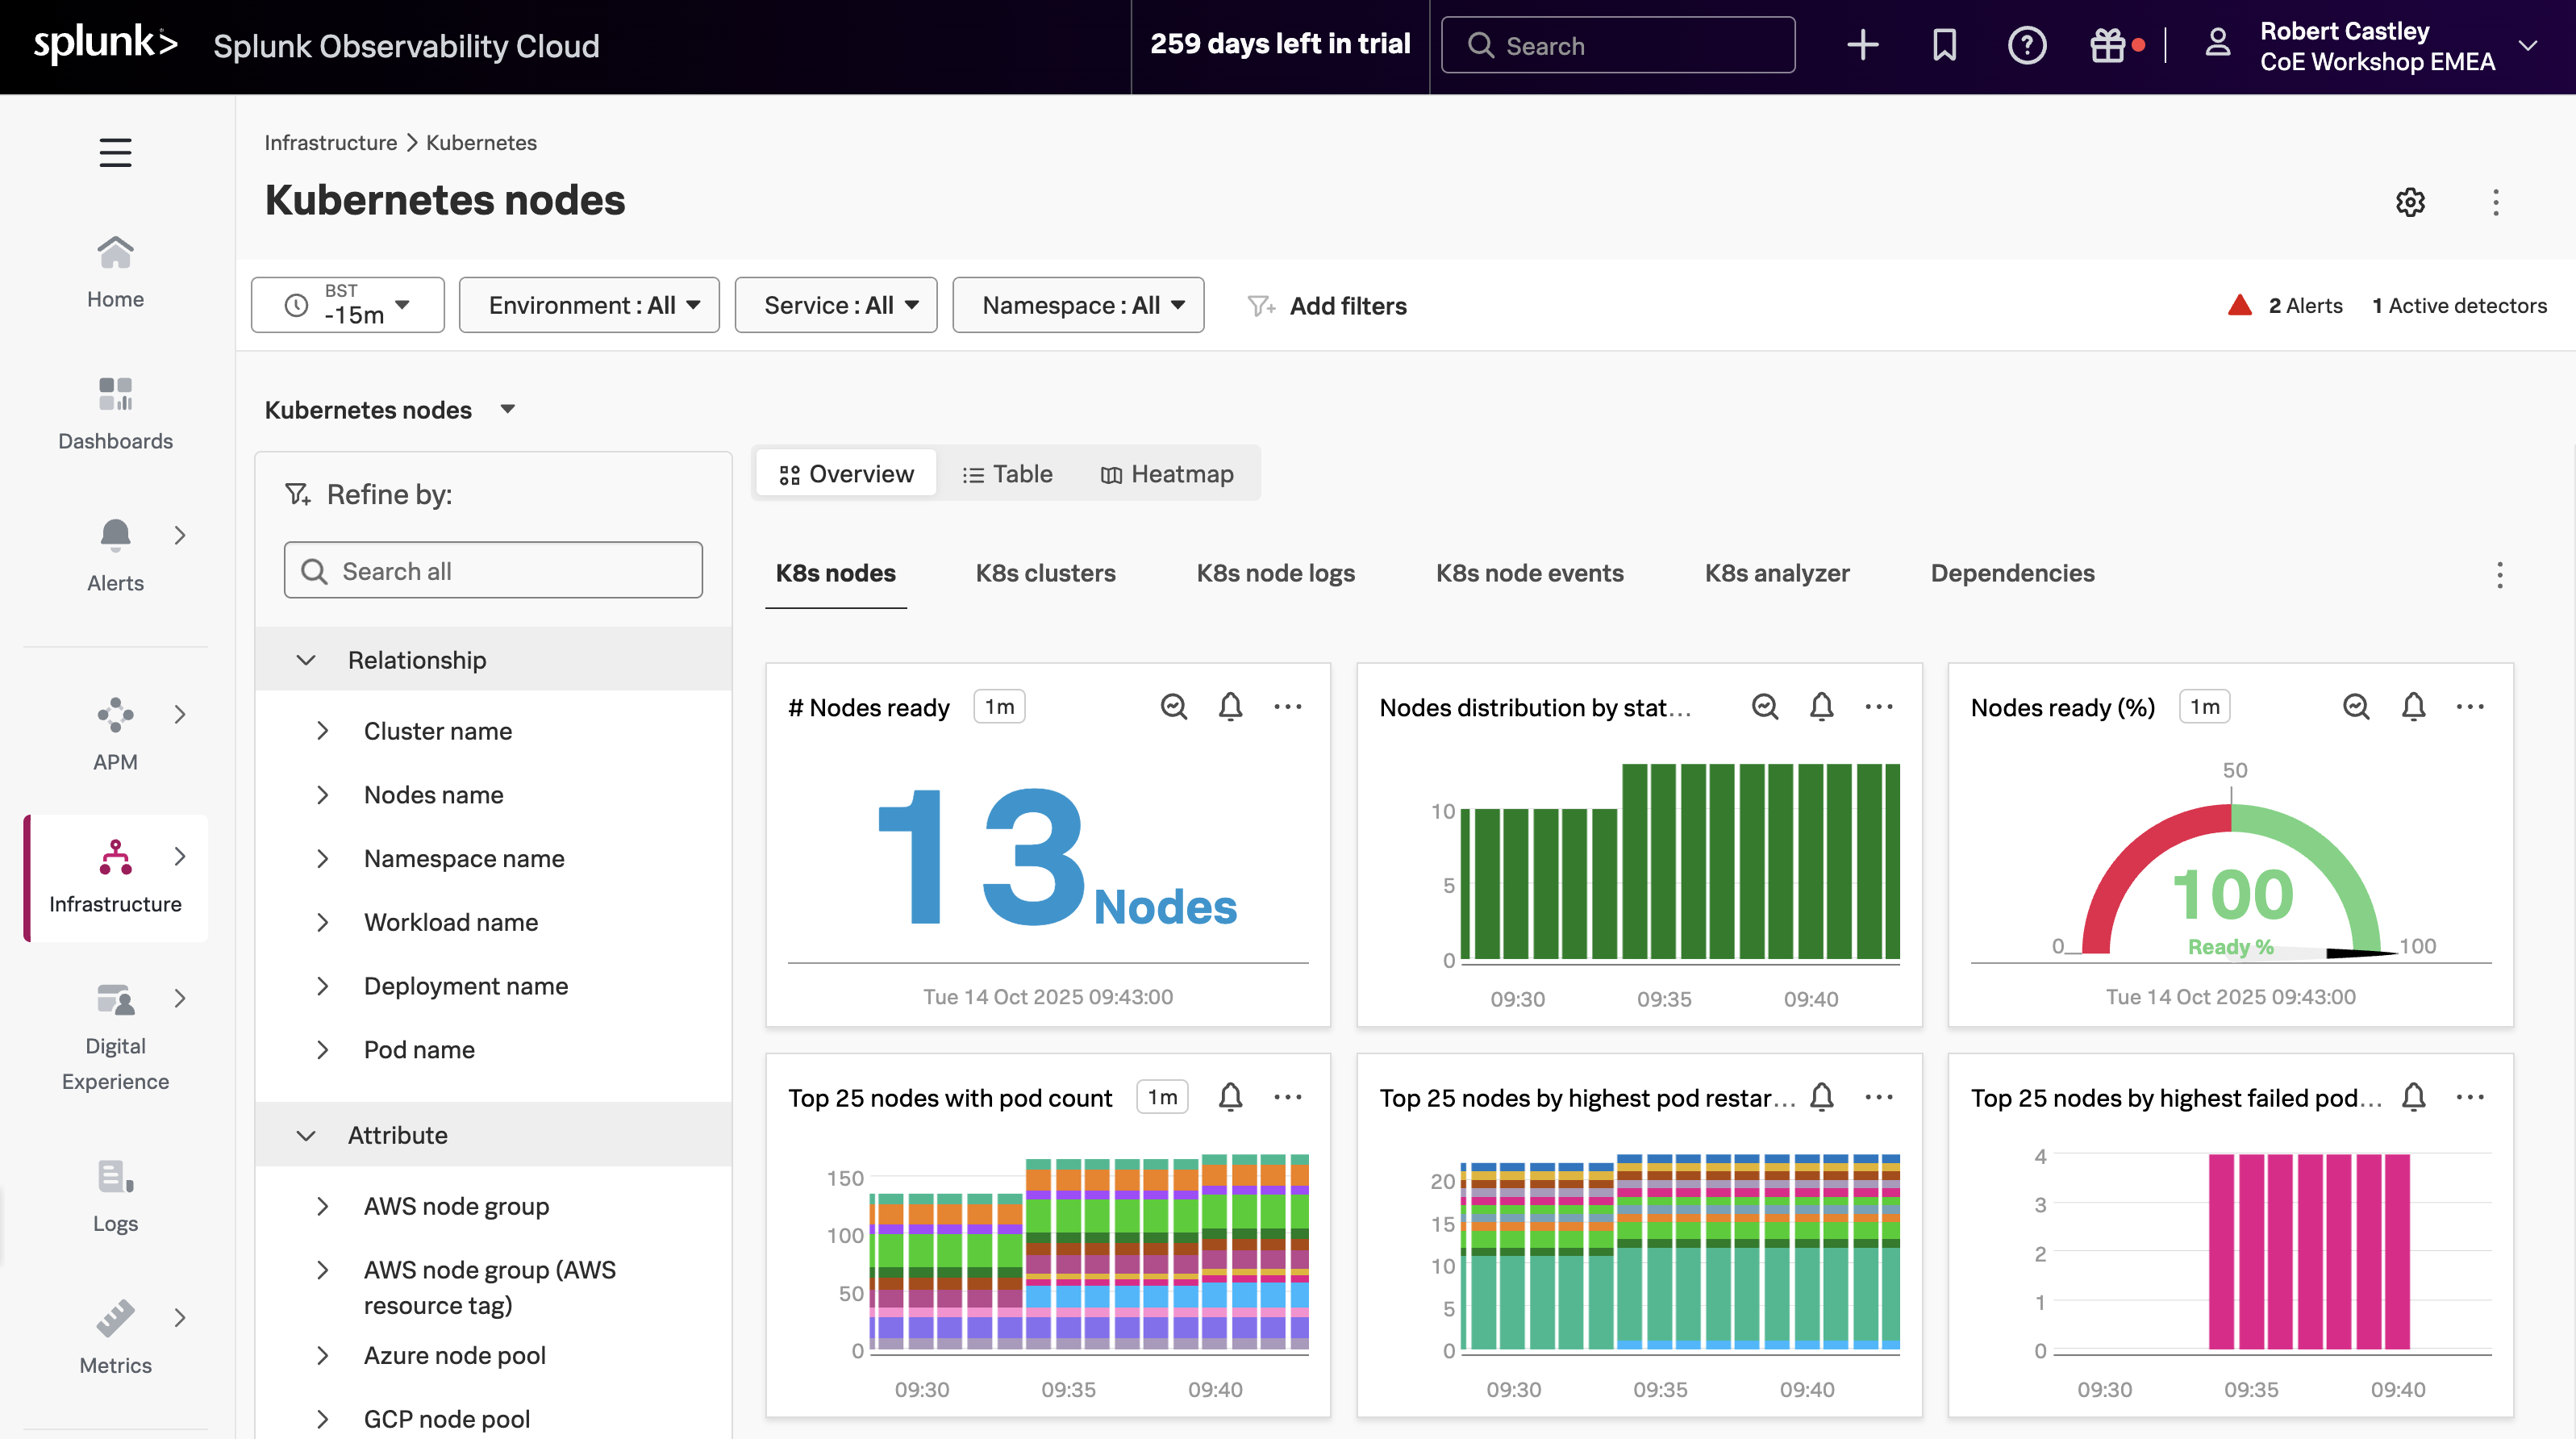 splunk>
Splunk Observability Cloud
259 days left in trial
Search
Robert Castley
CoE Workshop EMEA
Home
Dashboards
Alerts
APM
Infrastructure
Digital
Experience
Logs
Metrics
Infrastructure > Kubernetes
Kubernetes nodes
BST
-15m
Environment : All
Service : All
Namespace : All
Add filters
2 Alerts
1 Active detectors
Kubernetes nodes
Refine by:
Search all
Relationship
Cluster name
Nodes name
Namespace name
Workload name
Deployment name
Pod name
Attribute
AWS node group
AWS node group (AWS
resource tag)
Azure node pool
GCP node pool
Overview
Table
Heatmap
K8s nodes
K8s clusters
K8s node logs
K8s node events
K8s analyzer
Dependencies
# Nodes ready
1m
13 Nodes
Tue 14 Oct 2025 09:43:00
Nodes distribution by stat...
10
5
0
09:30 09:35 09:40
Nodes ready (%)
1m
50
100
Ready %
0
100
Tue 14 Oct 2025 09:43:00
Top 25 nodes with pod count
1m
150
100
50
0
09:30 09:35 09:40
Top 25 nodes by highest pod restar...
20
15
10
5
0
09:30 09:35 09:40
Top 25 nodes by highest failed pod...
4
3
2
1
0
09:30 09:35 09:40